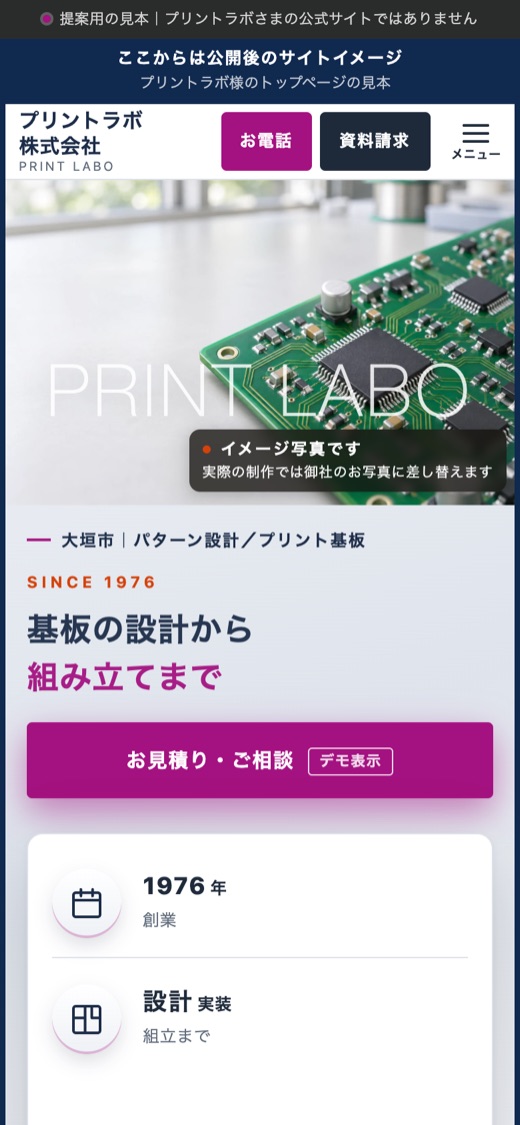 提案用の見本｜プリントラボさまの公式サイトではありません
ここからは公開後のサイトイメージ
プリントラボ様のトップページの見本
プリントラボ
株式会社
PRINT LABO
お電話
資料請求
メニュー
PRINT LABO
イメージ写真です
実際の制作では御社のお写真に差し替えます
大垣市｜パターン設計／プリント基板
SINCE 1976
基板の設計から
組み立てまで
お見積り・ご相談 デモ表示
1976 年
創業
設計 実装
組立まで